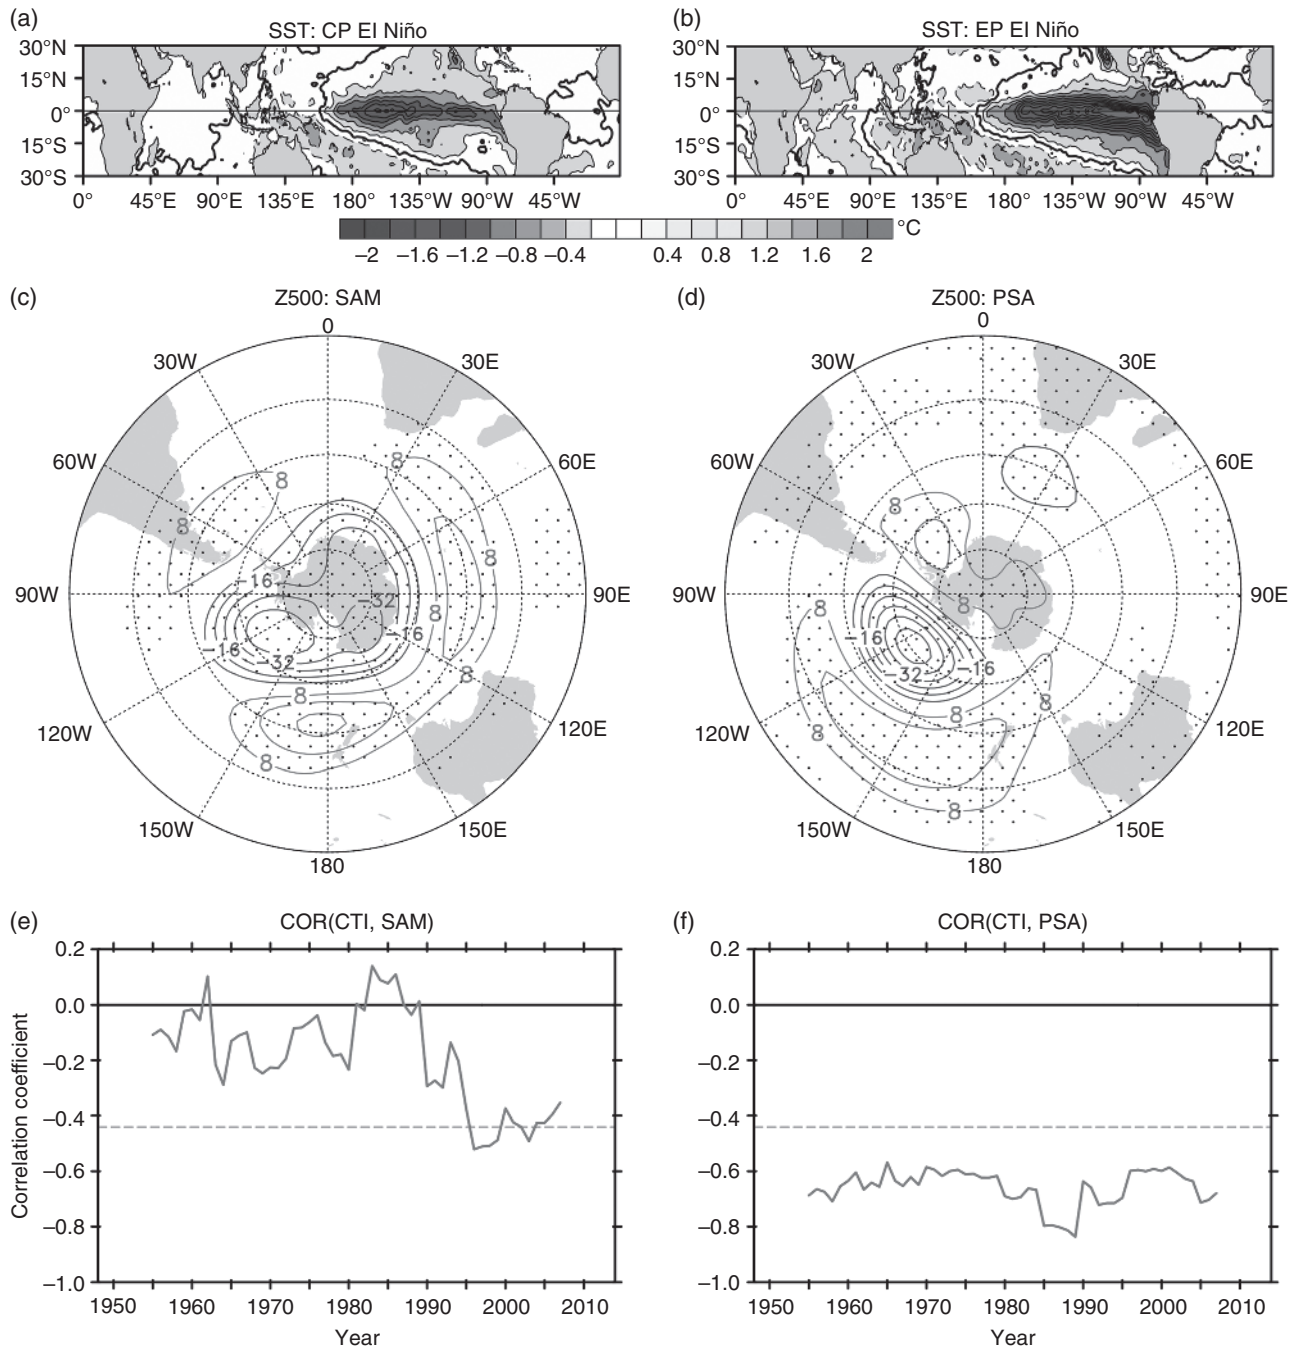 (a) SST: CP El Niño
30°N
15°N
0°
15°S
30°S
0° 45°E 90°E 135°E 180° 135°W 90°W 45°W
(b) SST: EP El Niño
30°N
15°N
0°
15°S
30°S
0° 45°E 90°E 135°E 180° 135°W 90°W 45°W
°C
–2 –1.6 –1.2 –0.8 –0.4 0.4 0.8 1.2 1.6 2
(c) Z500: SAM
0
30W 30E
60W 60E
90W 90E
120W 120E
150W 150E
180
8
8
8
8
–16
–32
8
–16
–16
–32
8
8
8
(d) Z500: PSA
0
30W 30E
60W 60E
90W 90E
120W 120E
150W 150E
180
8
8
8
–16
–32
–16
8
8
8
8
(e) COR(CTI, SAM)
Correlation coefficient
0.2
0.0
–0.2
–0.4
–0.6
–0.8
–1.0
1950 1960 1970 1980 1990 2000 2010
Year
(f) COR(CTI, PSA)
0.2
0.0
–0.2
–0.4
–0.6
–0.8
–1.0
1950 1960 1970 1980 1990 2000 2010
Year